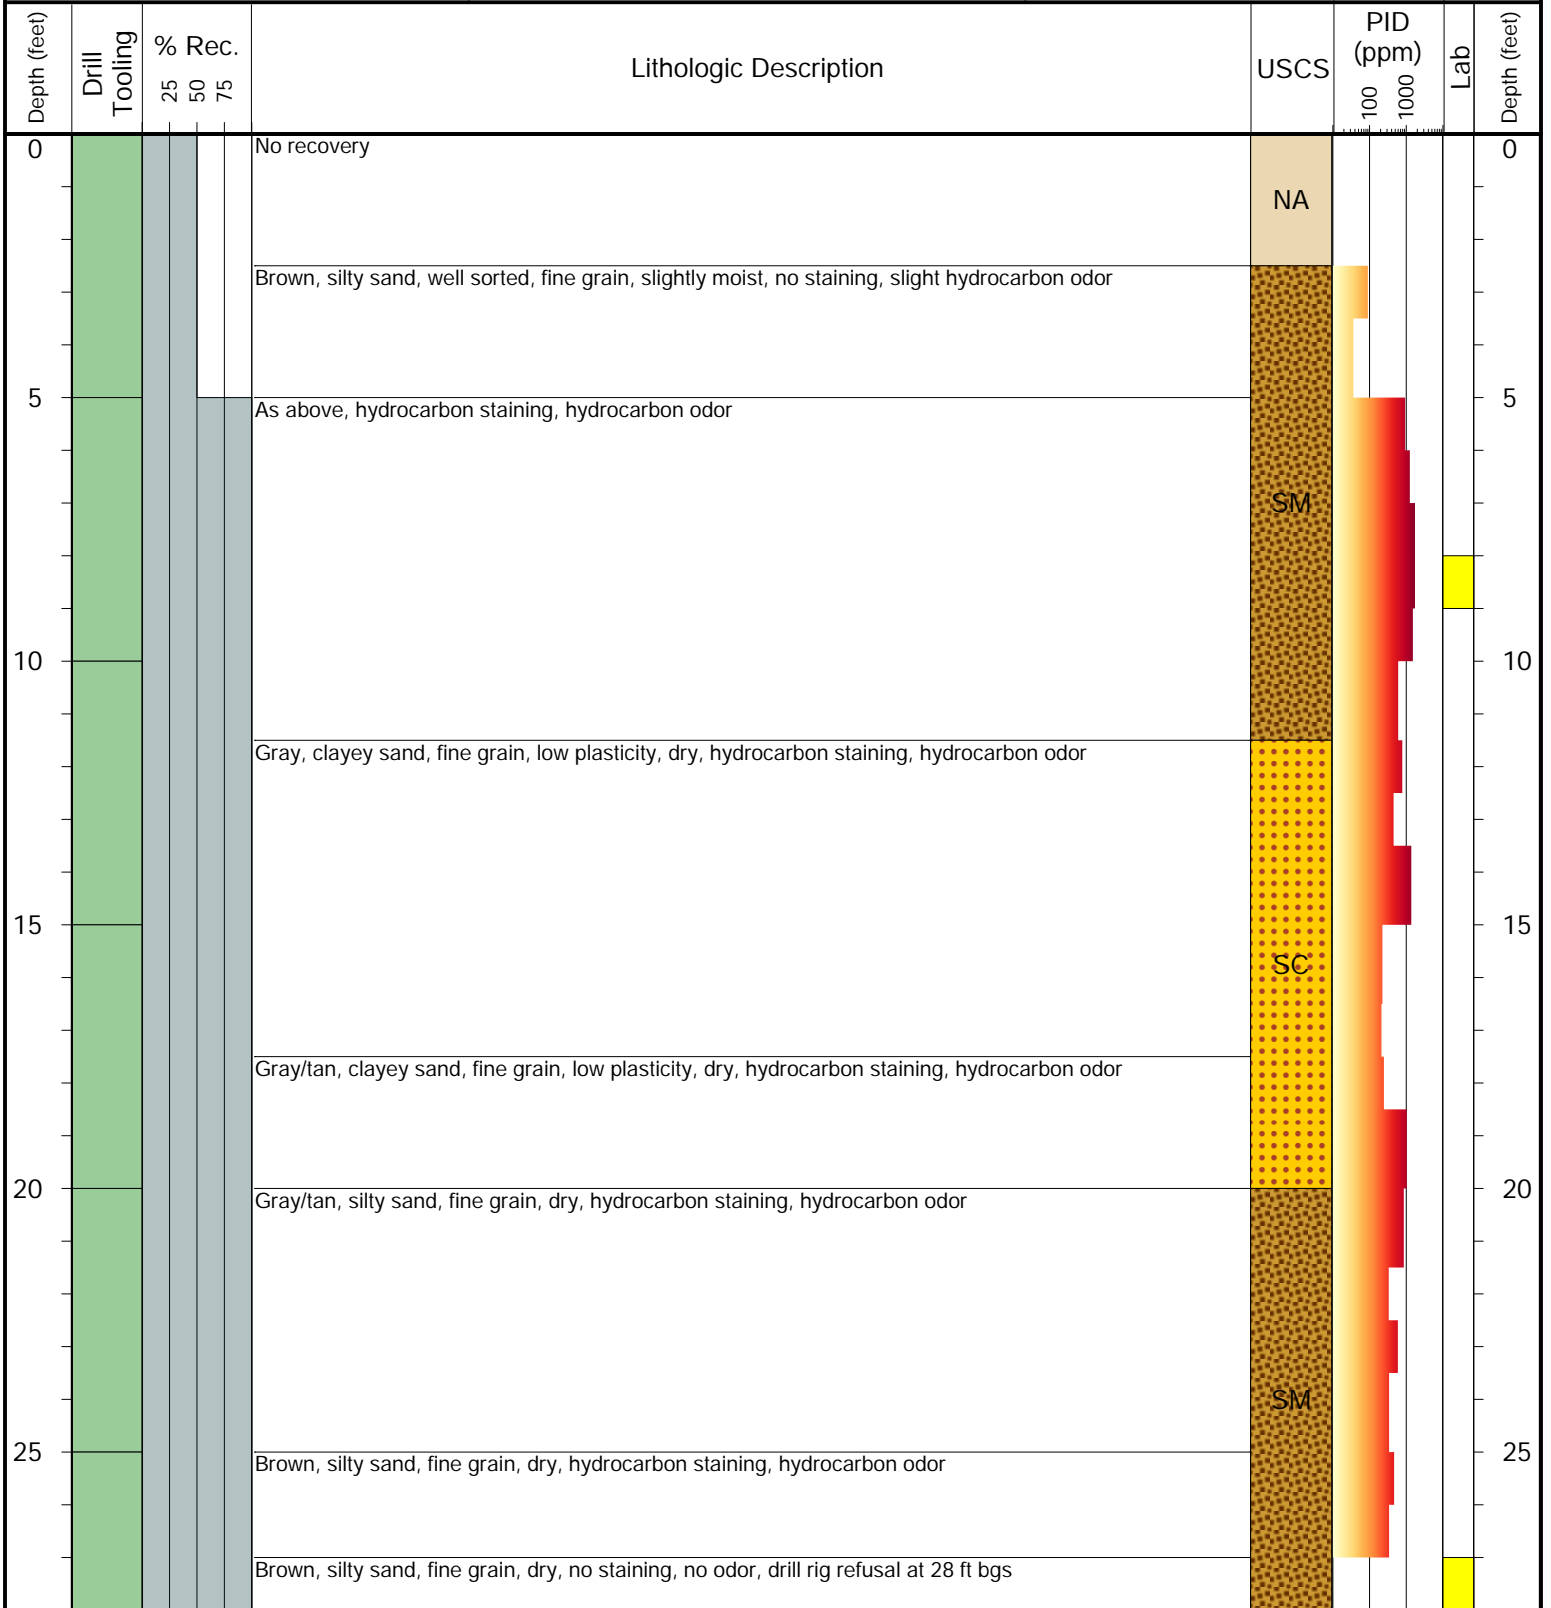 Depth (feet)
Drill
Tooling
% Rec.
25
50
75
Lithologic Description
USCS
PID
(ppm)
100
1000
Lab
Depth (feet)
0
No recovery
NA
0
Brown, silty sand, well sorted, fine grain, slightly moist, no staining, slight hydrocarbon odor
5
As above, hydrocarbon staining, hydrocarbon odor
5
SM
10
10
Gray, clayey sand, fine grain, low plasticity, dry, hydrocarbon staining, hydrocarbon odor
15
15
SC
Gray/tan, clayey sand, fine grain, low plasticity, dry, hydrocarbon staining, hydrocarbon odor
20
Gray/tan, silty sand, fine grain, dry, hydrocarbon staining, hydrocarbon odor
20
SM
25
Brown, silty sand, fine grain, dry, hydrocarbon staining, hydrocarbon odor
25
Brown, silty sand, fine grain, dry, no staining, no odor, drill rig refusal at 28 ft bgs